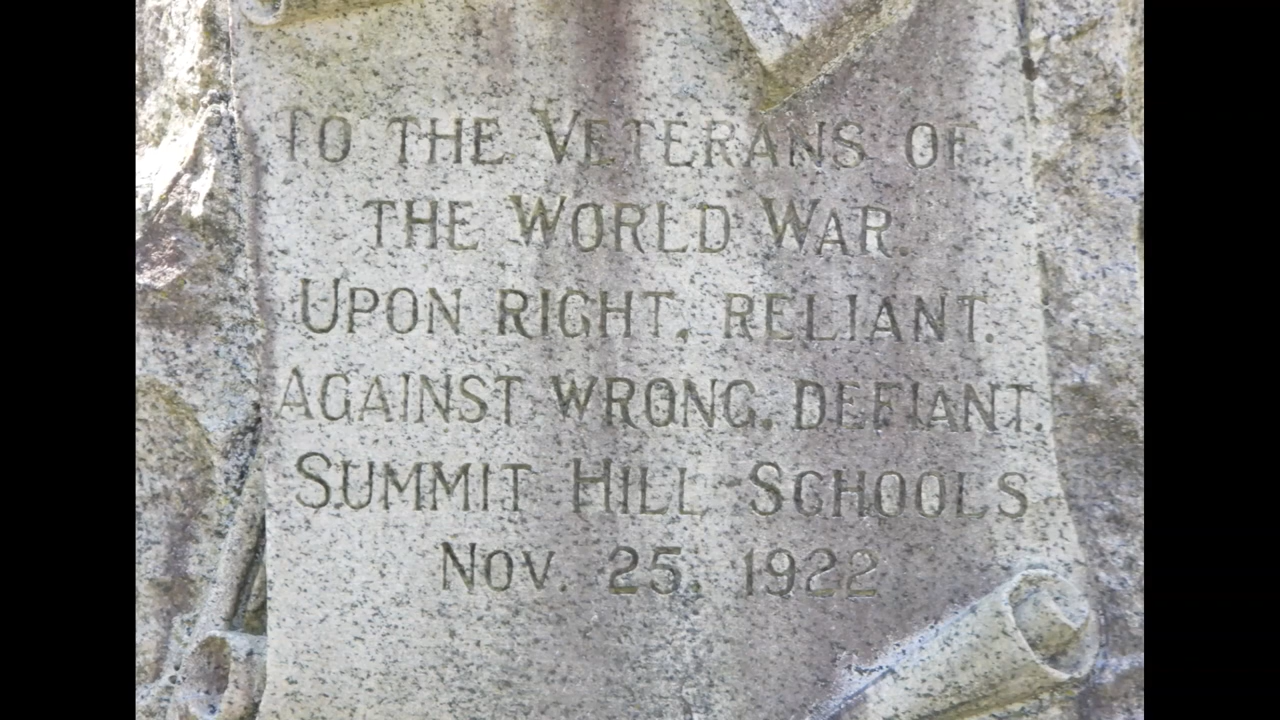 To the Veterans of
the World War.
Upon right, reliant.
Against wrong, defiant.
Summit Hill Schools
Nov. 25, 1922